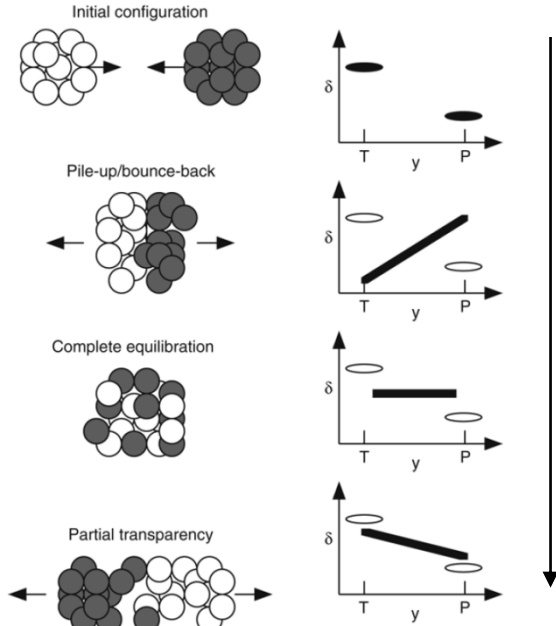 Initial configuration
δ
T
y
P
Pile-up/bounce-back
δ
T
y
P
Complete equilibration
δ
T
y
P
Partial transparency
δ
T
y
P